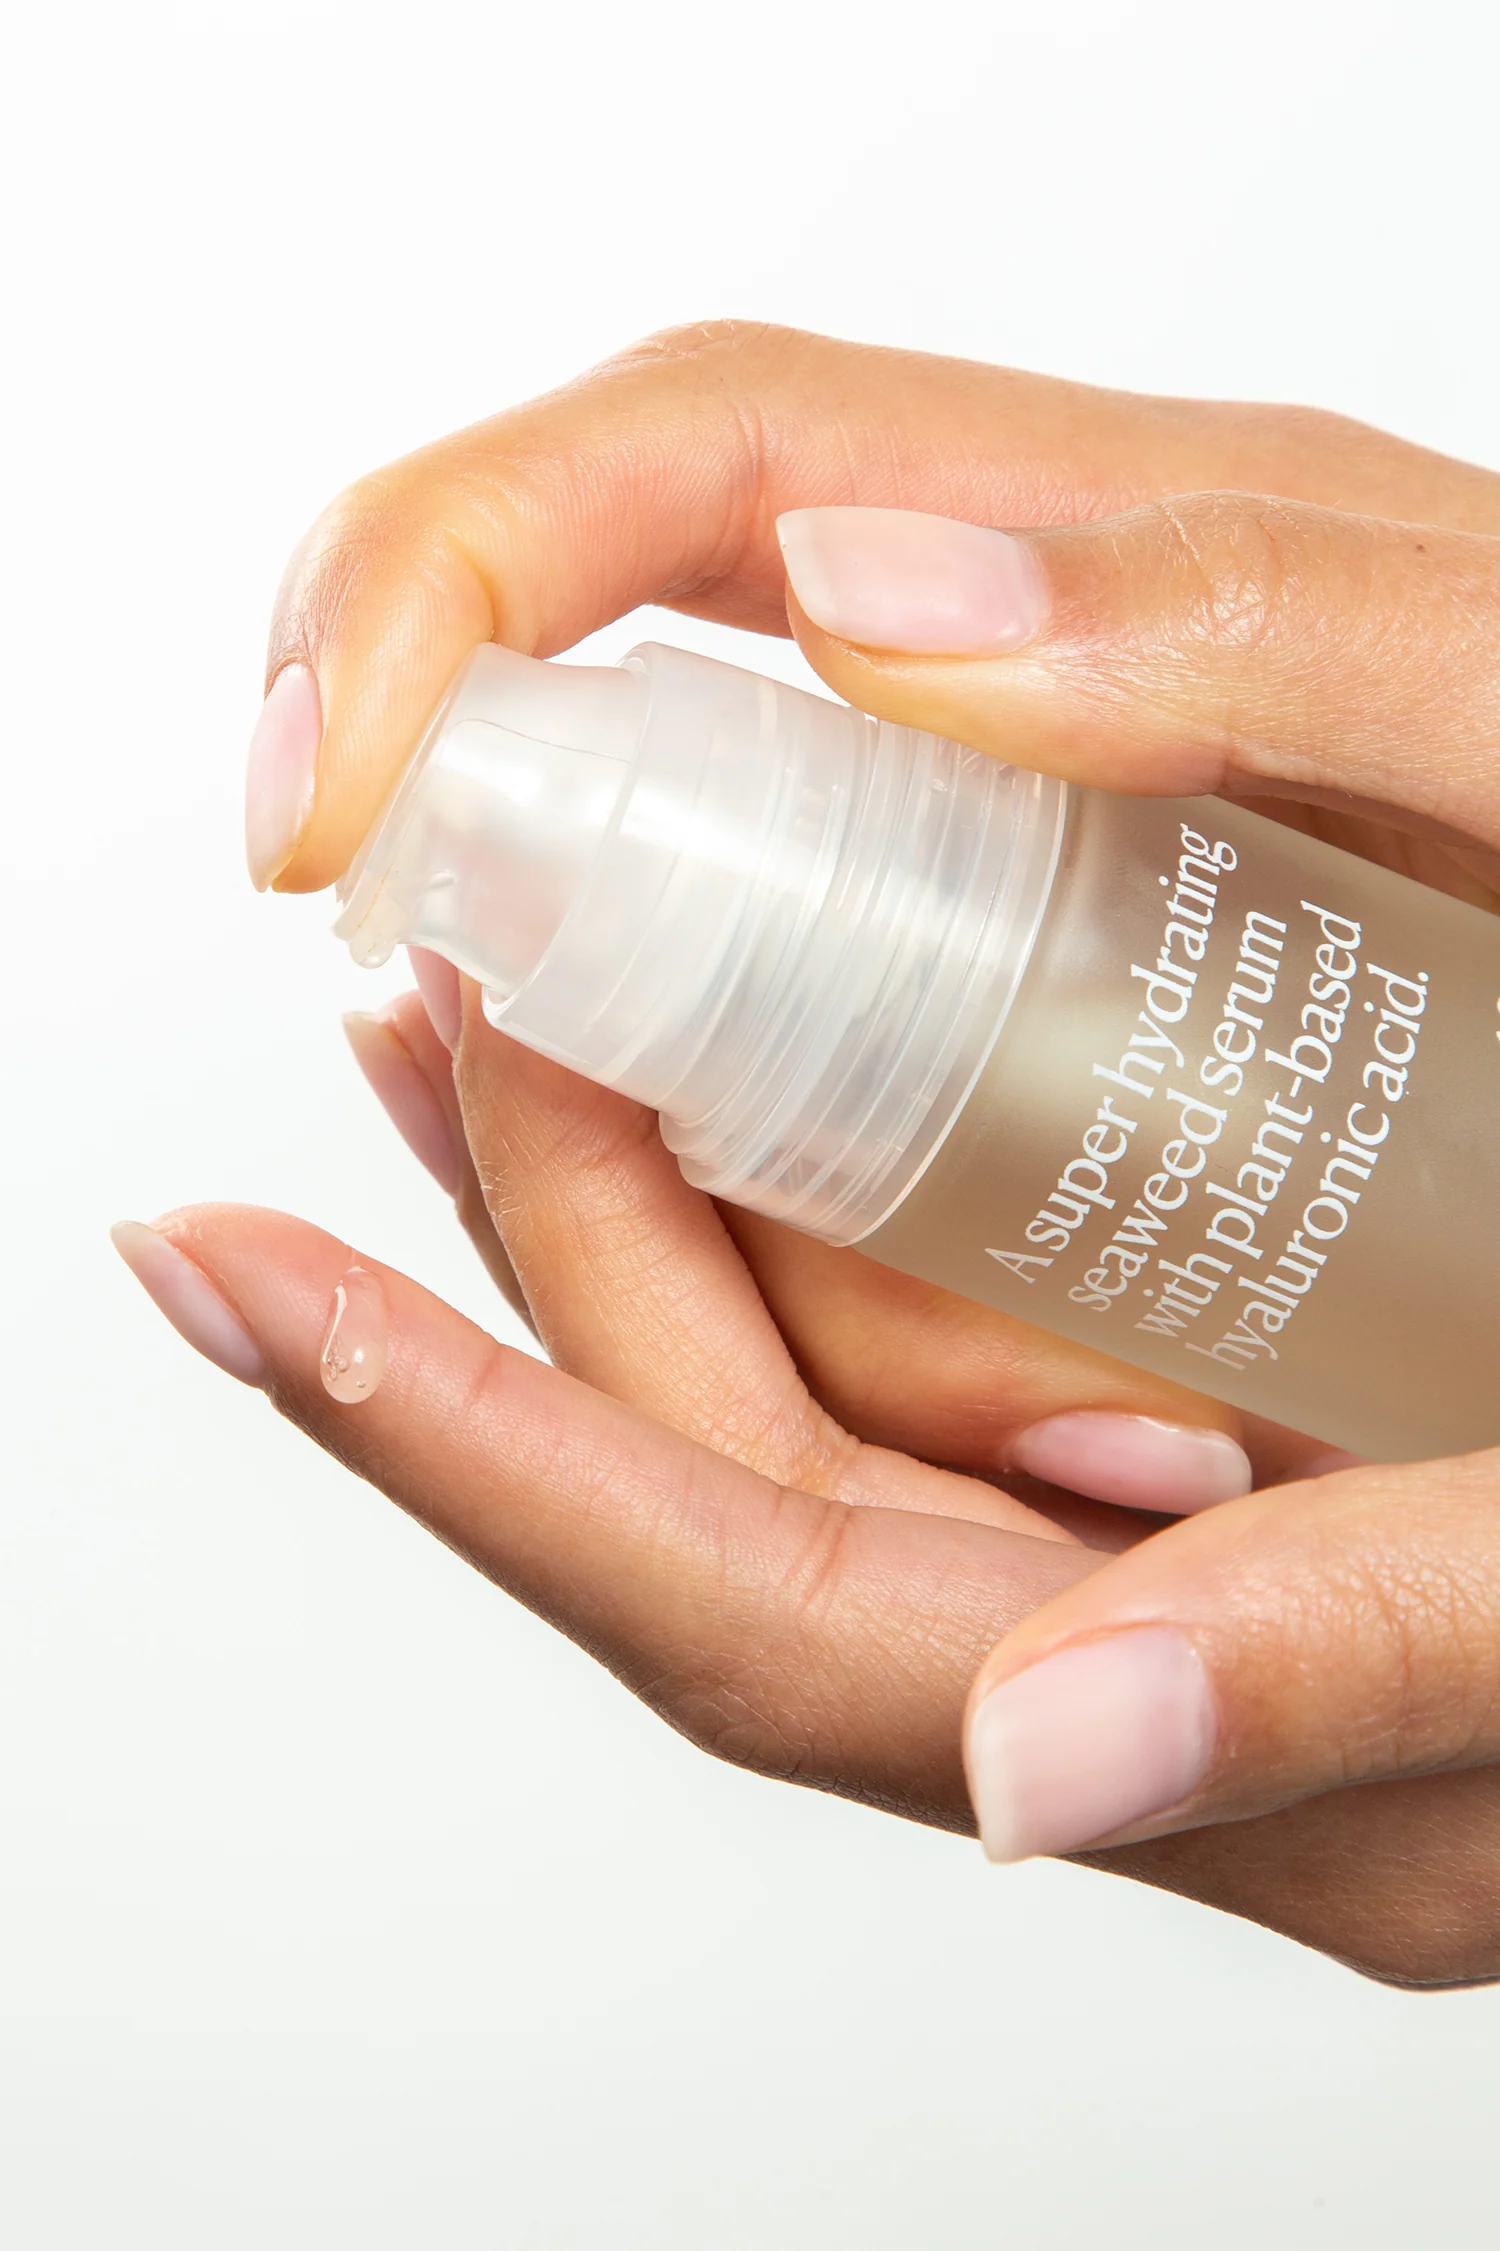 A super hydrating
seaweed serum
with plant-based
hyaluronic acid.